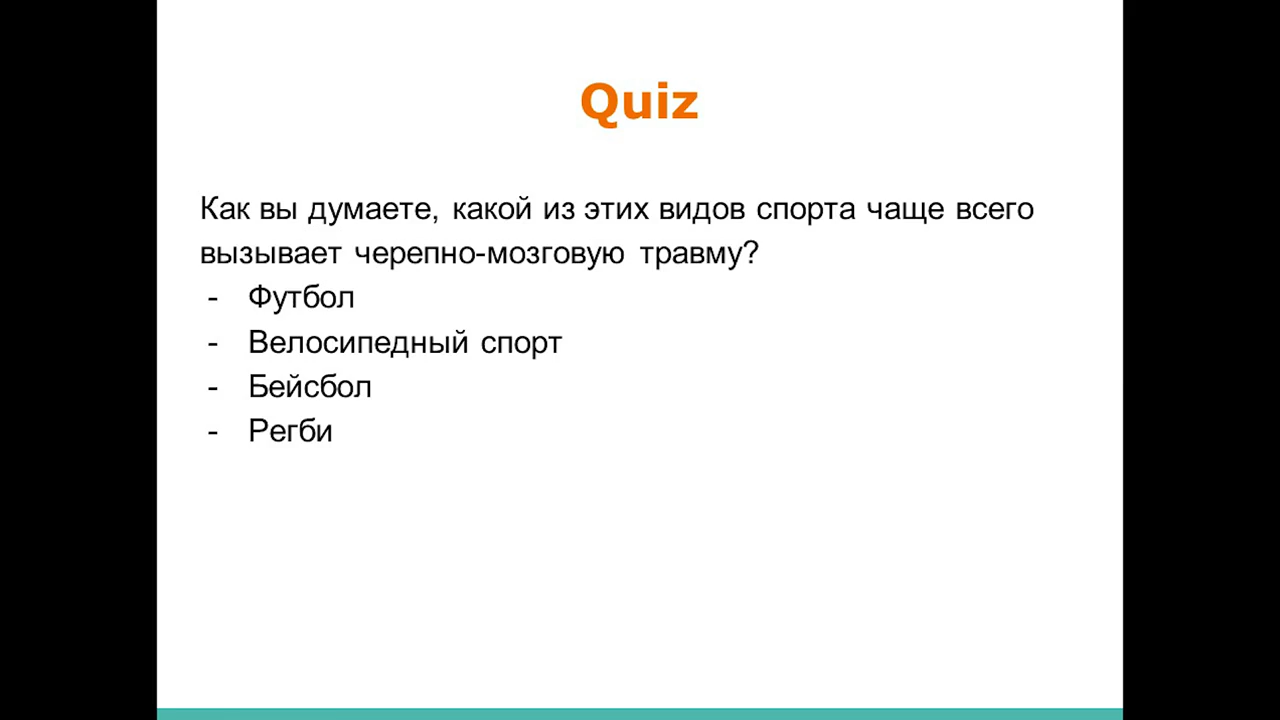 Quiz
Как вы думаете, какой из этих видов спорта чаще всего
вызывает черепно-мозговую травму?
- Футбол
- Велосипедный спорт
- Бейсбол
- Регби